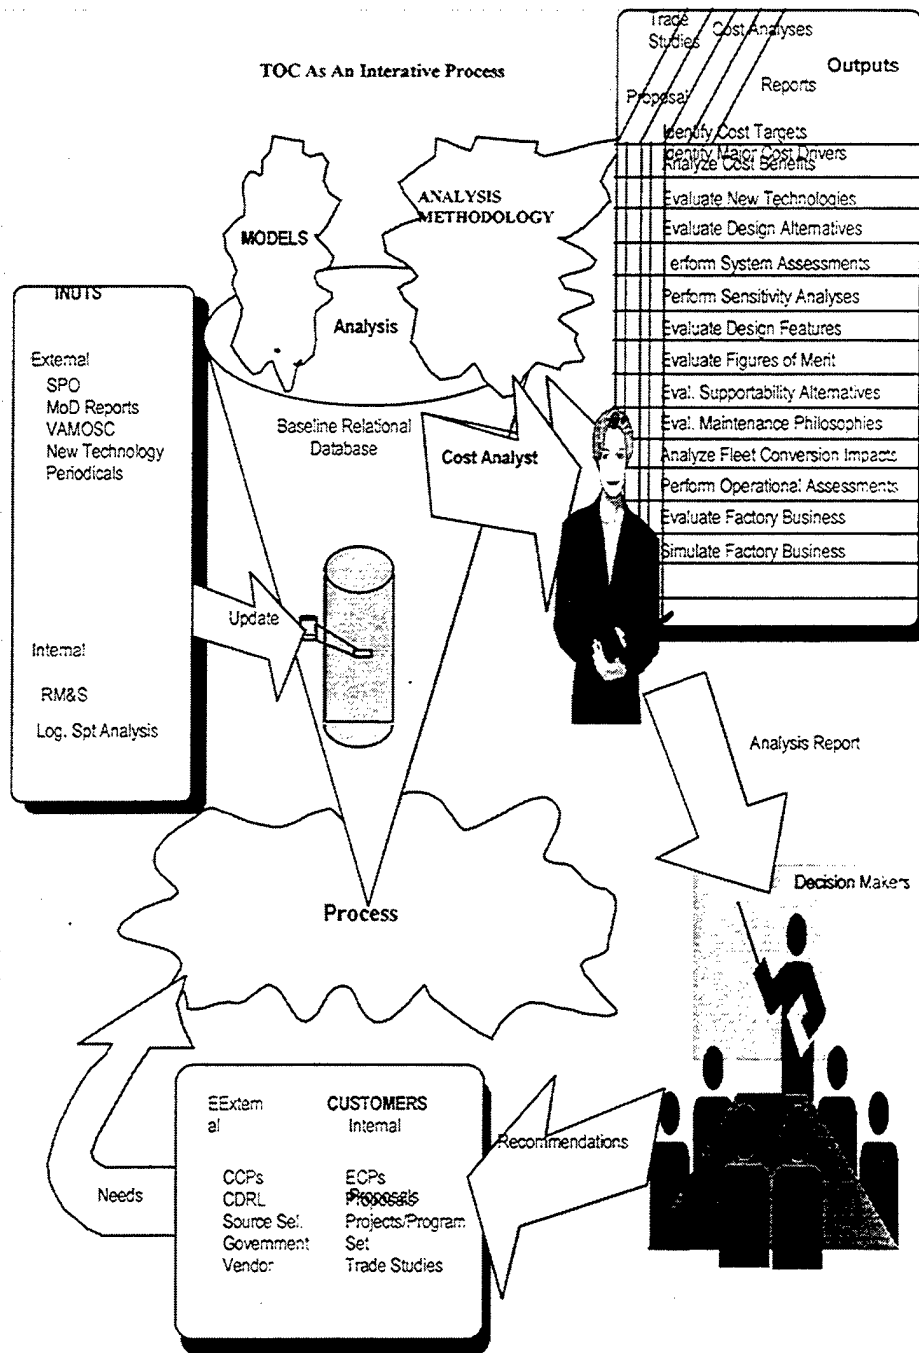 TOC As An Interative Process
Trade
Studies
Cost Analyses
Outputs
Reports
Proposal
Identify Cost Targets
Identify Major Cost Drivers
Analyze Cost Benefits
Evaluate New Technologies
Evaluate Design Alternatives
erform System Assessments
Perform Sensitivity Analyses
Evaluate Design Features
Evaluate Figures of Merit
Eval. Supportability Alternatives
Eval. Maintenance Philosophies
Analyze Fleet Conversion Impacts
Perform Operational Assessments
Evaluate Factory Business
Simulate Factory Business
MODELS
ANALYSIS
METHODOLOGY
Analysis
Baseline Relational
Database
Cost Analyst
INUTS
External
SPO
MoD Reports
VAMOSC
New Technology
Periodicals
Internal
RM&S
Log. Spt Analysis
Update
Analysis Report
Decision Makers
Process
Recommendations
Needs
EExtern
al
CCPs
CDRL
Source Sel.
Government
Vendor
CUSTOMERS
Internal
ECPs
Proposals
Projects/Program
Set
Trade Studies